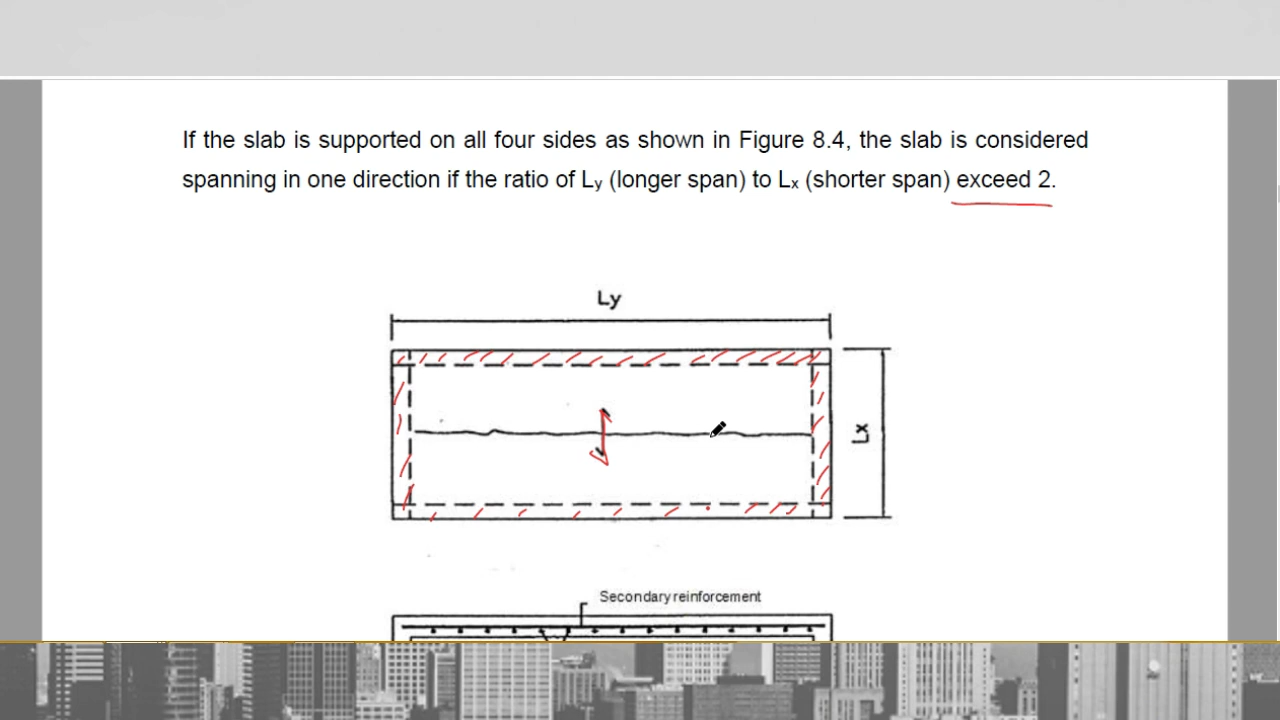 If the slab is supported on all four sides as shown in Figure 8.4, the slab is considered
spanning in one direction if the ratio of Ly (longer span) to Lx (shorter span) exceed 2.
Ly
Lx
Secondary reinforcement